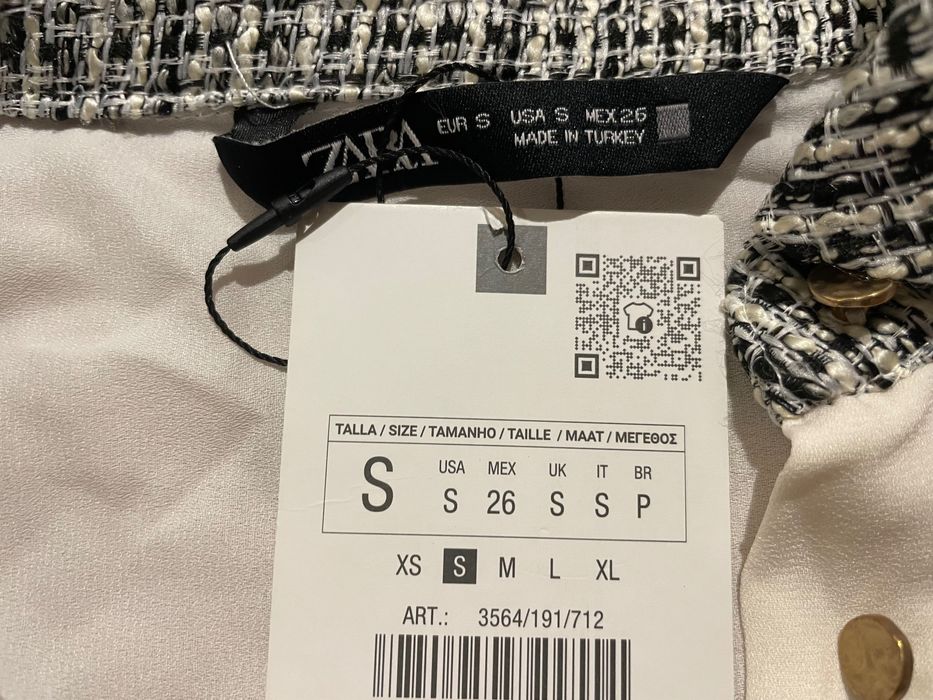 ZARA
EUR S USA S MEX 26
MADE IN TURKEY
TALLA / SIZE / TAMANHO / TAILLE / MAAT / ΜΕΓΕΘΟΣ
USA MEX UK IT BR
S S 26 S S P
XS S M L XL
ART.: 3564/191/712